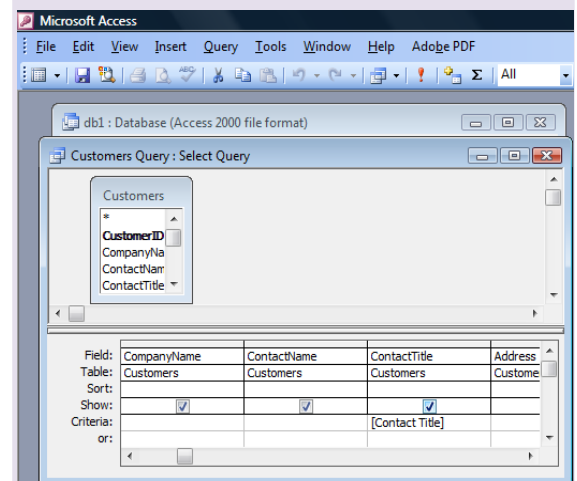 Microsoft Access
File Edit View Insert Query Tools Window Help Adobe PDF
ABC Σ All
db1 : Database (Access 2000 file format)
Customers Query : Select Query
Customers
*
CustomerID
CompanyNa
ContactNam
ContactTitle
Field: CompanyName ContactName ContactTitle Address
Table: Customers Customers Customers Custome
Sort:
Show:
Criteria: [Contact Title]
or: